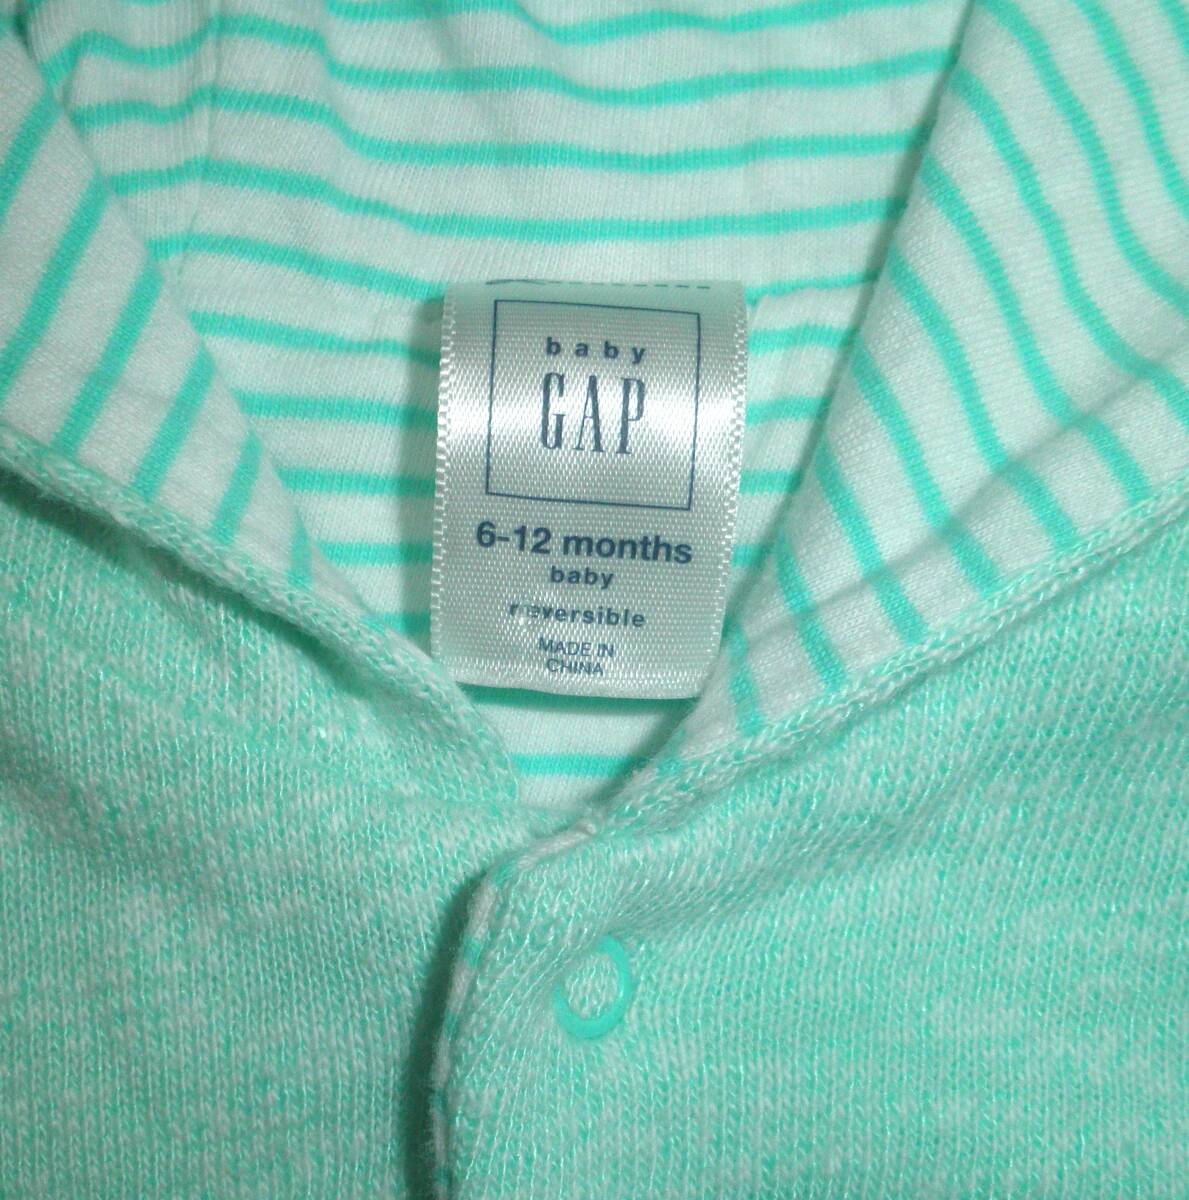 baby
GAP
6-12 months
baby
reversible
MADE IN
CHINA